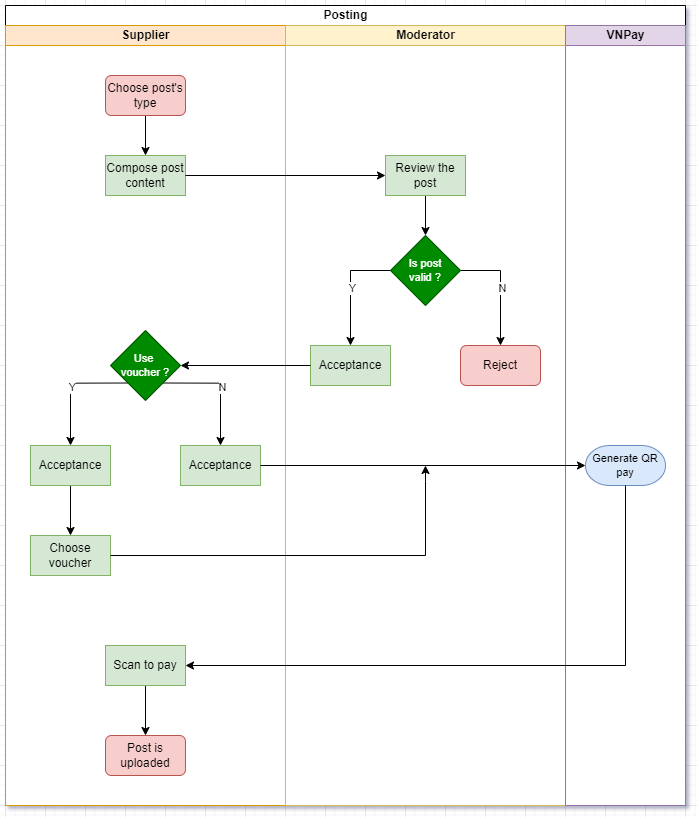 Posting
Supplier
Moderator
VNPay
Choose post's
type
Compose post
content
Review the
post
Is post
valid ?
Y
N
Acceptance
Reject
Use
voucher ?
Y
N
Acceptance
Acceptance
Generate QR
pay
Choose
voucher
Scan to pay
Post is
uploaded